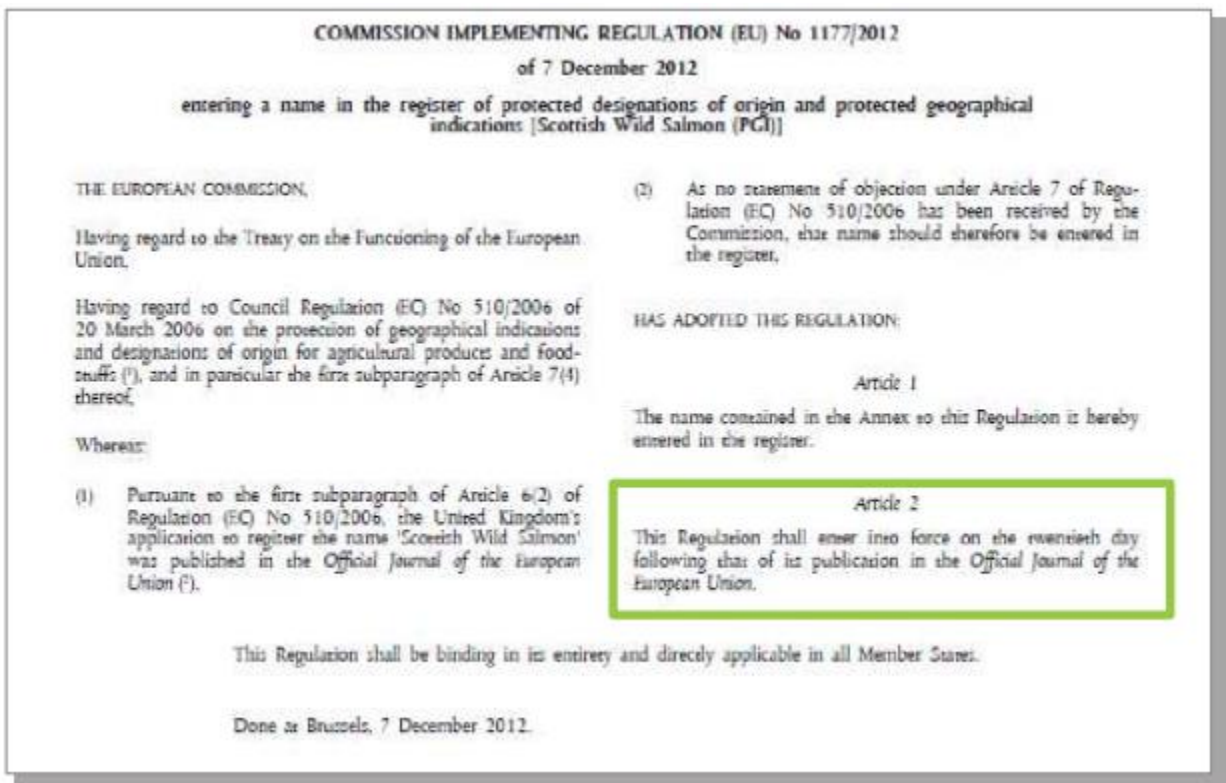 COMMISSION IMPLEMENTING REGULATION (EU) No 1177/2012
of 7 December 2012
entering a name in the register of protected designations of origin and protected geographical
indications [Scottish Wild Salmon (PGI)]
THE EUROPEAN COMMISSION,
Having regard to the Treaty on the Functioning of the European
Union,
Having regard to Council Regulation (EC) No 510/2006 of
20 March 2006 on the protection of geographical indications
and designations of origin for agricultural products and food-
stuffs (¹), and in particular the first subparagraph of Article 7(4)
thereof,
Whereas:
(1) Pursuant to the first subparagraph of Article 6(2) of
Regulation (EC) No 510/2006, the United Kingdom's
application to register the name 'Scottish Wild Salmon'
was published in the Official Journal of the European
Union (²).
(2) As no statement of objection under Article 7 of Regu-
lation (EC) No 510/2006 has been received by the
Commission, that name should therefore be entered in
the register,
HAS ADOPTED THIS REGULATION:
Article 1
The name contained in the Annex to this Regulation is hereby
entered in the register.
Article 2
This Regulation shall enter into force on the twentieth day
following that of its publication in the Official Journal of the
European Union.
This Regulation shall be binding in its entirety and directly applicable in all Member States.
Done at Brussels, 7 December 2012.